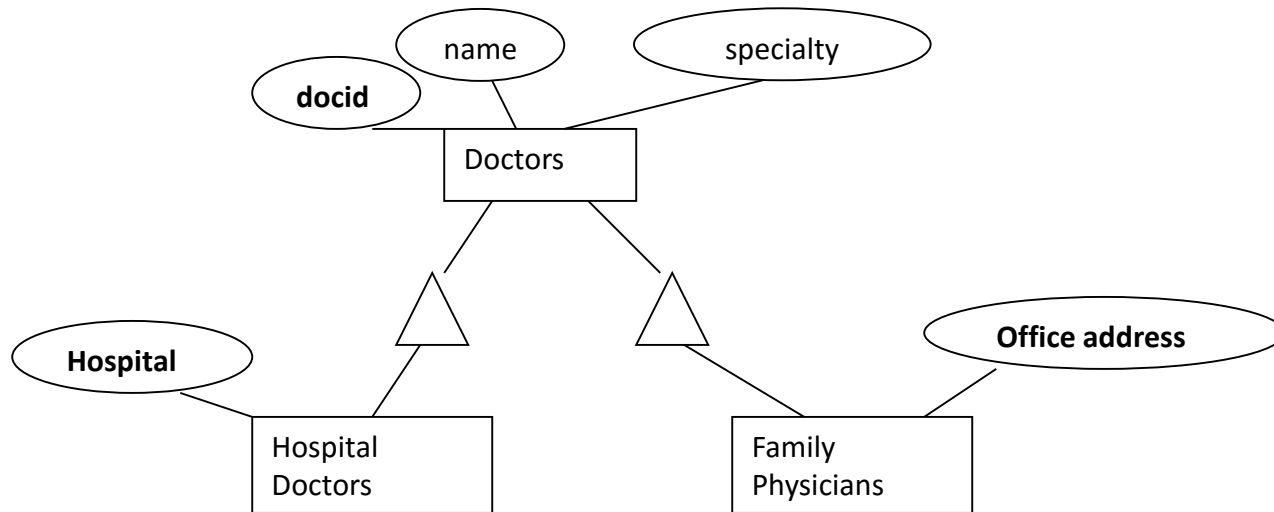 name
specialty
docid
Doctors
Hospital
Office address
Hospital
Doctors
Family
Physicians